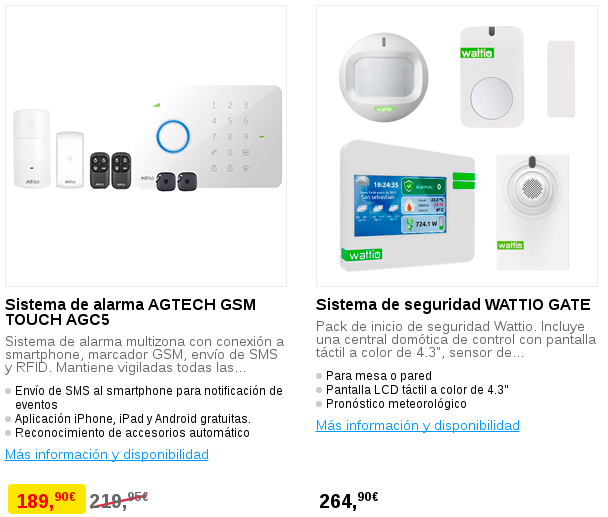 1 2 3
4 5 6
7 8 9
0
AGtech
AGtech
wattio
wattio
16:24:35
San sebastian
Alarmas: 0
724.1 W
wattio
wattio
Sistema de alarma AGTECH GSM
TOUCH AGC5
Sistema de alarma multizona con conexión a
smartphone, marcador GSM, envío de SMS
y RFID. Mantiene vigiladas todas las...
Envío de SMS al smartphone para notificación de
eventos
Aplicación iPhone, iPad y Android gratuitas.
Reconocimiento de accesorios automático
Más información y disponibilidad
189,90€ 219,95€
Sistema de seguridad WATTIO GATE
Pack de inicio de seguridad Wattio. Incluye
una central domótica de control con pantalla
táctil a color de 4.3", sensor de...
Para mesa o pared
Pantalla LCD táctil a color de 4.3"
Pronóstico meteorológico
Más información y disponibilidad
264,90€